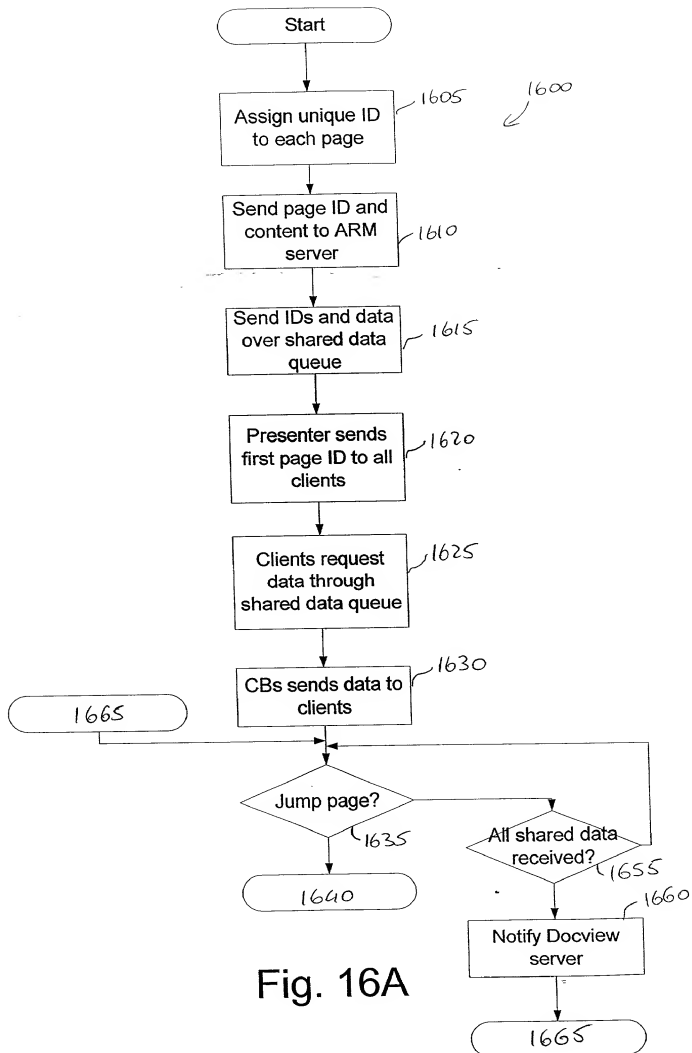 Start
Assign unique ID
to each page
1605
1600
Send page ID and
content to ARM
server
1610
Send IDs and data
over shared data
queue
1615
Presenter sends
first page ID to all
clients
1620
Clients request
data through
shared data queue
1625
CBs sends data to
clients
1630
1665
Jump page?
1635
All shared data
received?
1655
1640
1660
Notify Docview
server
Fig. 16A
1665